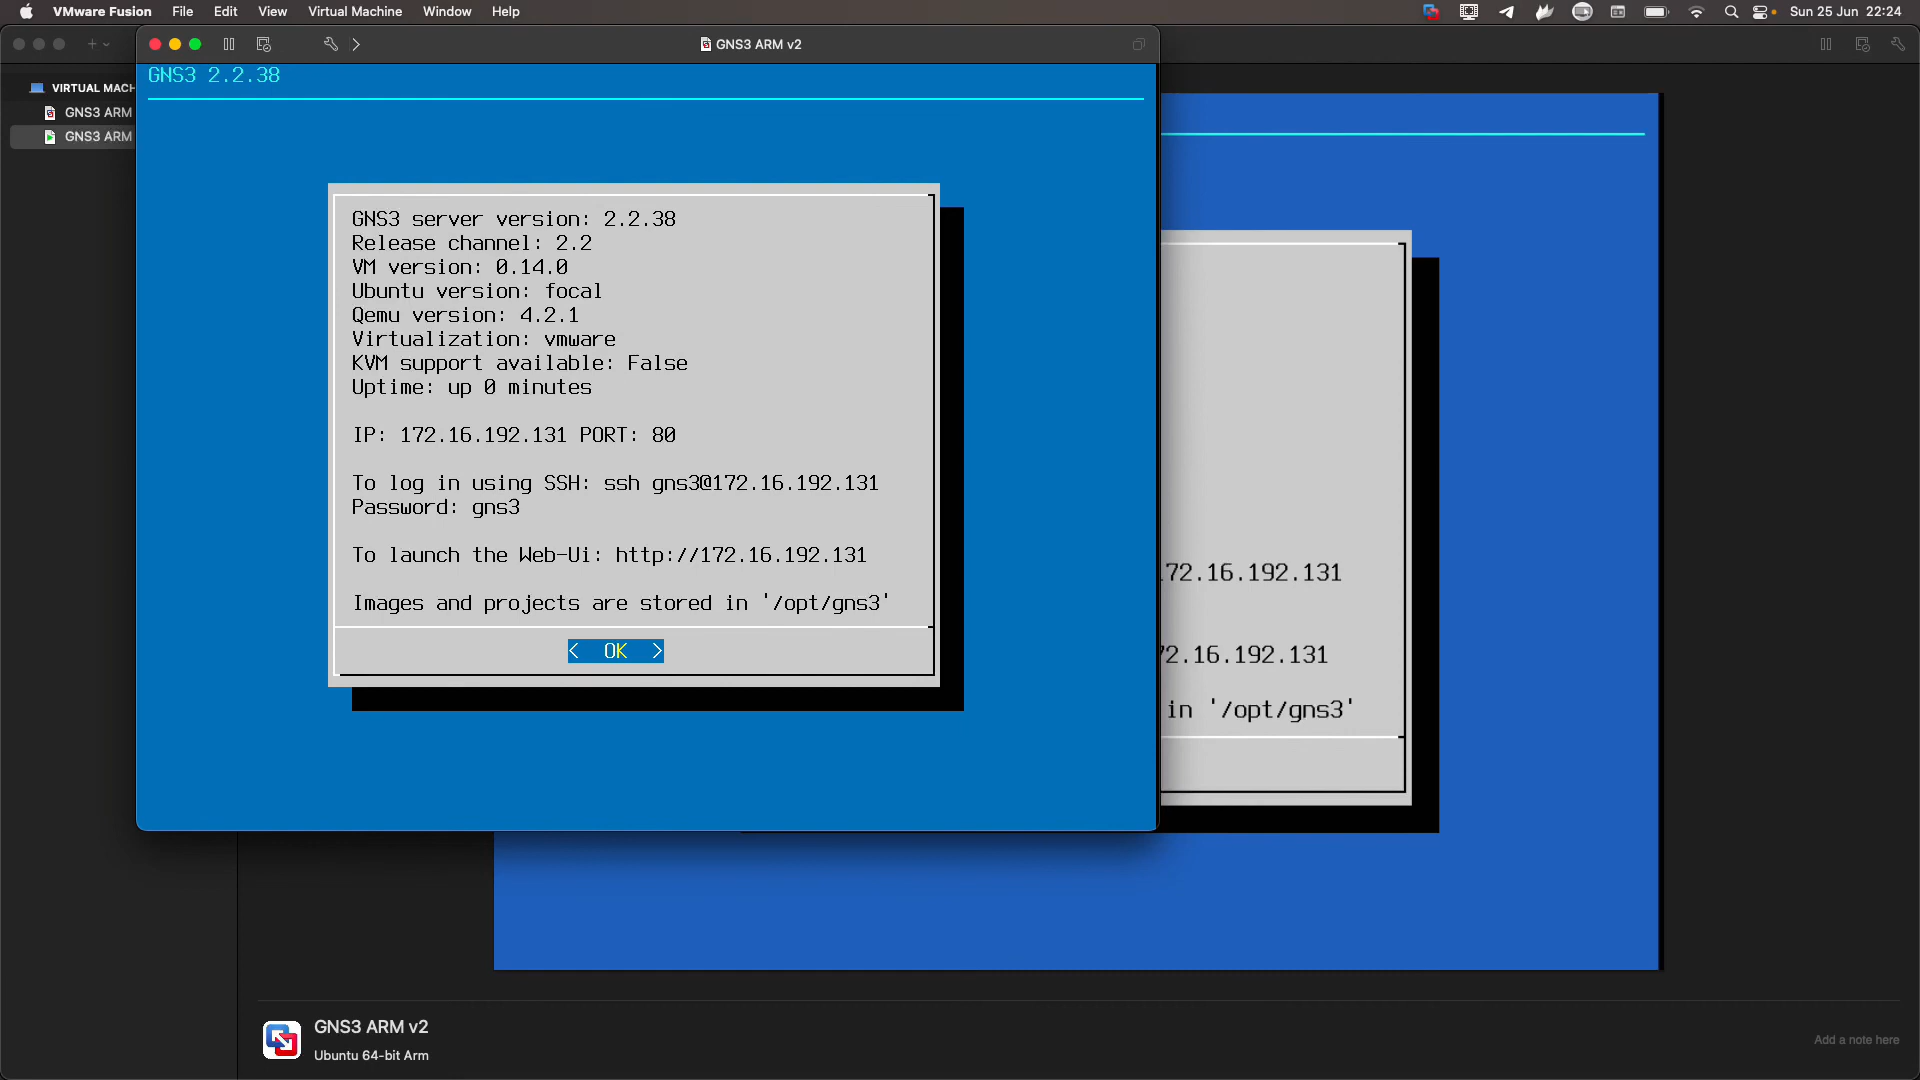 VMware Fusion File Edit View Virtual Machine Window Help Sun 25 Jun 22:24
GNS3 ARM v2
VIRTUAL MACH
GNS3 ARM
GNS3 ARM
GNS3 2.2.38
GNS3 server version: 2.2.38
Release channel: 2.2
VM version: 0.14.0
Ubuntu version: focal
Qemu version: 4.2.1
Virtualization: vmware
KVM support available: False
Uptime: up 0 minutes
IP: 172.16.192.131 PORT: 80
To log in using SSH: ssh gns3@172.16.192.131
Password: gns3
To launch the Web-Ui: http://172.16.192.131
Images and projects are stored in '/opt/gns3'
< OK >
72.16.192.131
2.16.192.131
in '/opt/gns3'
GNS3 ARM v2
Ubuntu 64-bit Arm
Add a note here